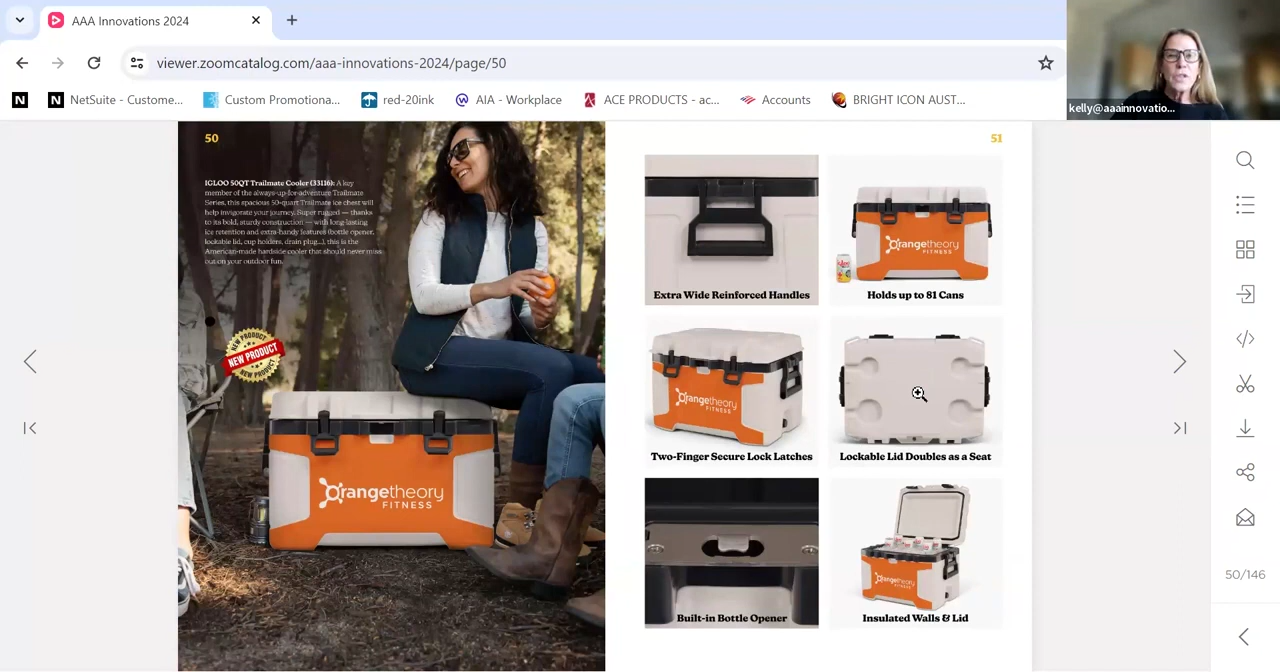 AAA Innovations 2024
viewer.zoomcatalog.com/aaa-innovations-2024/page/50
NetSuite - Custome...
Custom Promotiona...
red-20ink
AIA - Workplace
ACE PRODUCTS - ac...
Accounts
BRIGHT ICON AUST...
kelly@aaainnovatio...
50
IGLOO 50QT Trailmate Cooler (33116): A key
member of the always-up-for-adventure Trailmate
Series, this spacious 50-quart Trailmate ice chest will
help invigorate your journey. Super rugged — thanks
to its bold, sturdy construction — with long-lasting
ice retention and extra-handy features (bottle opener,
lockable lid, cup holders, drain plug...), this is the
American-made hardside cooler that should never miss
out on your outdoor fun.
NEW PRODUCT
NEW PRODUCT
NEW PRODUCT
Orangetheory
FITNESS
51
Extra Wide Reinforced Handles
Orangetheory
FITNESS
Holds up to 81 Cans
Orangetheory
FITNESS
Two-Finger Secure Lock Latches
Lockable Lid Doubles as a Seat
Built-in Bottle Opener
Orangetheory
FITNESS
Insulated Walls & Lid
50/146